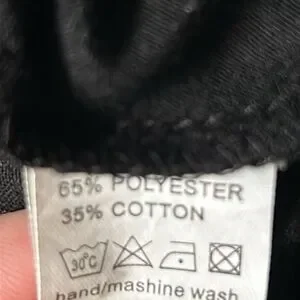 65% POLYESTER
35% COTTON
30°C
hand/mashine wash